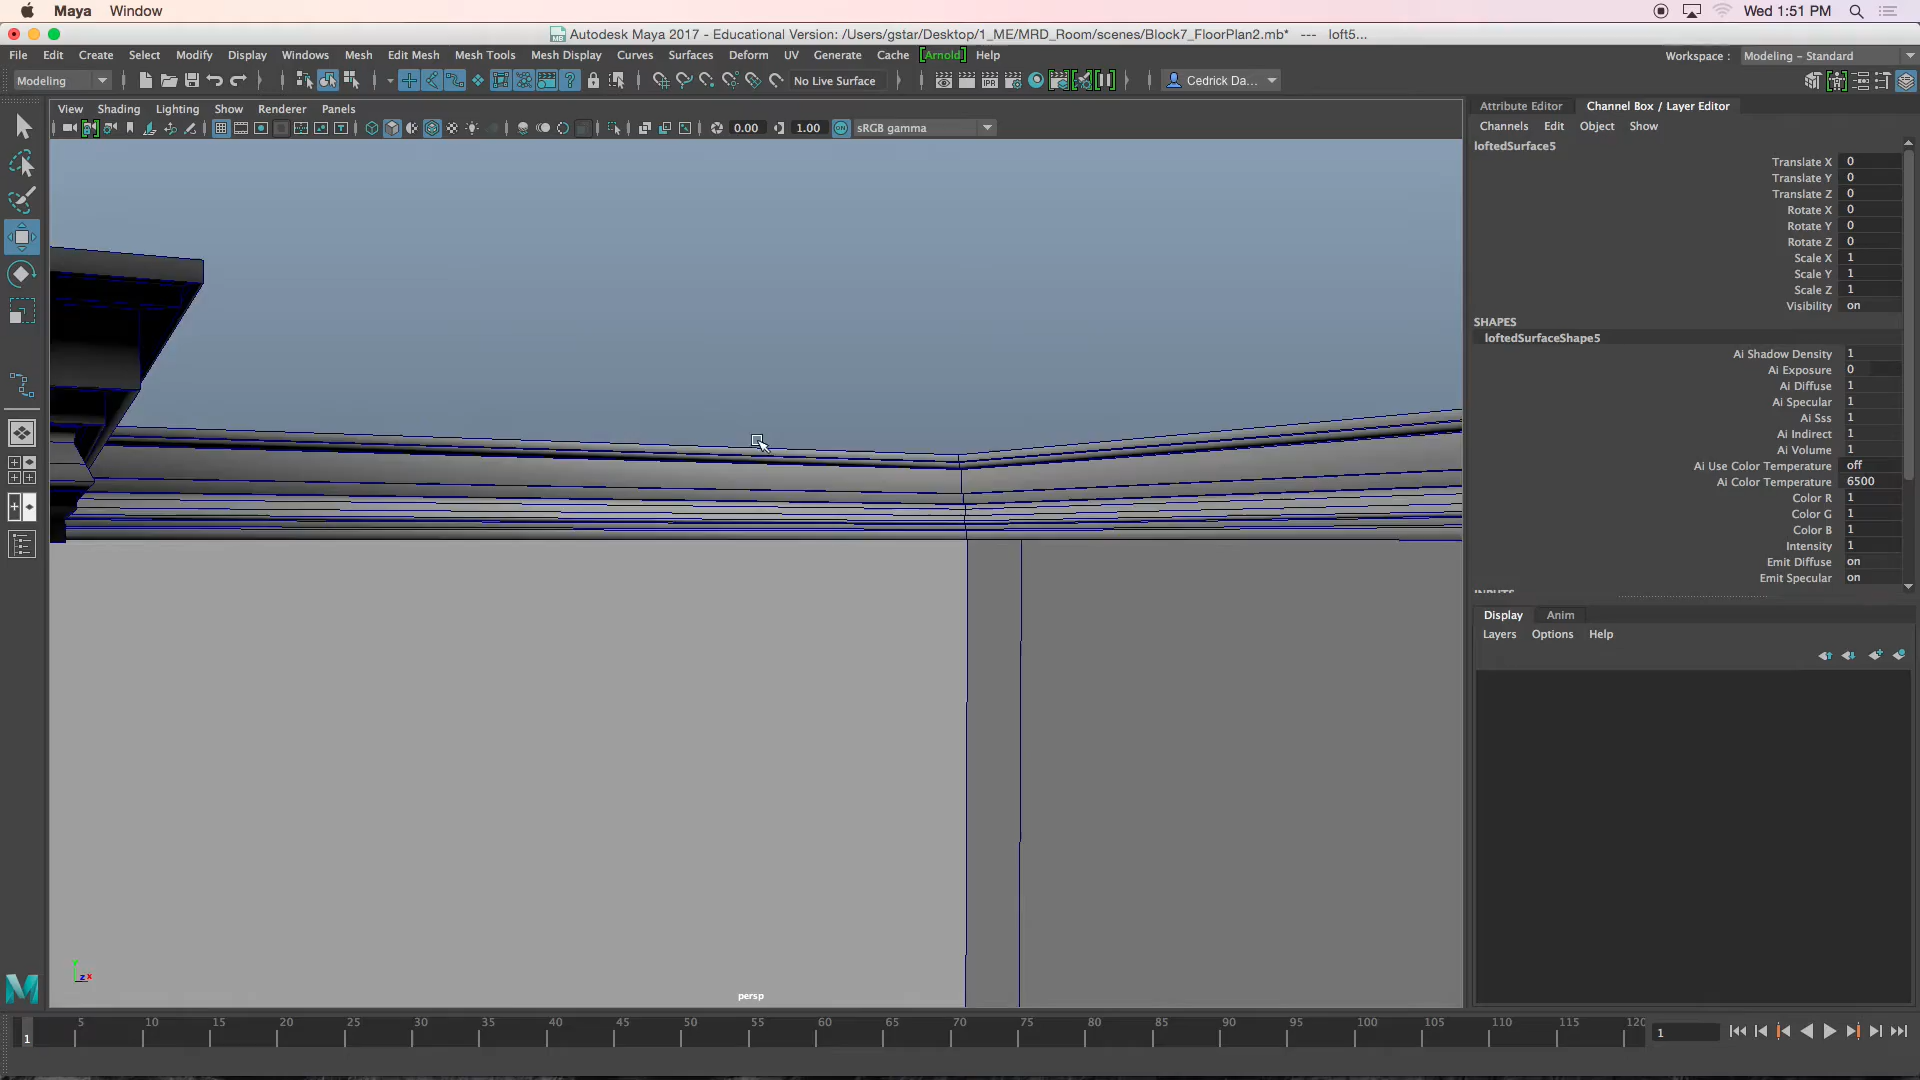 Maya Window Wed 1:51 PM
Autodesk Maya 2017 - Educational Version: /Users/gstar/Desktop/1_ME/MRD_Room/scenes/Block7_FloorPlan2.mb* --- loft5...
File Edit Create Select Modify Display Windows Mesh Edit Mesh Mesh Tools Mesh Display Curves Surfaces Deform UV Generate Cache [Arnold] Help Workspace : Modeling - Standard
Modeling No Live Surface Cedrick Da...
View Shading Lighting Show Renderer Panels
0.00 1.00 sRGB gamma
Attribute Editor Channel Box / Layer Editor
Channels Edit Object Show
loftedSurface5
Translate X 0
Translate Y 0
Translate Z 0
Rotate X 0
Rotate Y 0
Rotate Z 0
Scale X 1
Scale Y 1
Scale Z 1
Visibility on
SHAPES
loftedSurfaceShape5
Ai Shadow Density 1
Ai Exposure 0
Ai Diffuse 1
Ai Specular 1
Ai Sss 1
Ai Indirect 1
Ai Volume 1
Ai Use Color Temperature off
Ai Color Temperature 6500
Color R 1
Color G 1
Color B 1
Intensity 1
Emit Diffuse on
Emit Specular on
Display Anim
Layers Options Help
persp
5 10 15 20 25 30 35 40 45 50 55 60 65 70 75 80 85 90 95 100 105 110 115 120
1 1